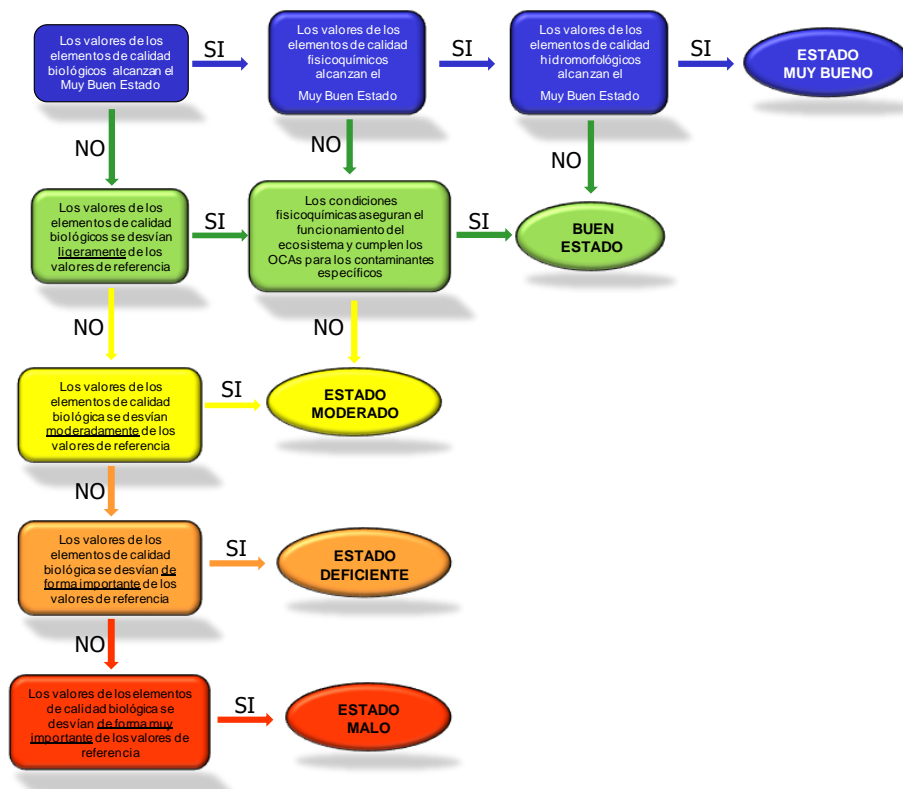 Los valores de los
elementos de calidad
biológicos alcanzan el
Muy Buen Estado
SI
Los valores de los
elementos de calidad
fisicoquímicos
alcanzan el
Muy Buen Estado
SI
Los valores de los
elementos de calidad
hidromorfológicos
alcanzan el
Muy Buen Estado
SI
ESTADO
MUY BUENO
NO
NO
NO
Los valores de los
elementos de calidad
biológicos se desvían
ligeramente de los
valores de referencia
SI
Los condiciones
fisicoquímicas aseguran el
funcionamiento del
ecosistema y cumplen los
OCAs para los contaminantes
específicos
SI
BUEN
ESTADO
NO
NO
Los valores de los
elementos de calidad
biológica se desvían
moderadamente de los
valores de referencia
SI
ESTADO
MODERADO
NO
Los valores de los
elementos de calidad
biológica se desvían de
forma importante de los
valores de referencia
SI
ESTADO
DEFICIENTE
NO
Los valores de los elementos
de calidad biológica se
desvían de forma muy
importante de los valores de
referencia
SI
ESTADO
MALO